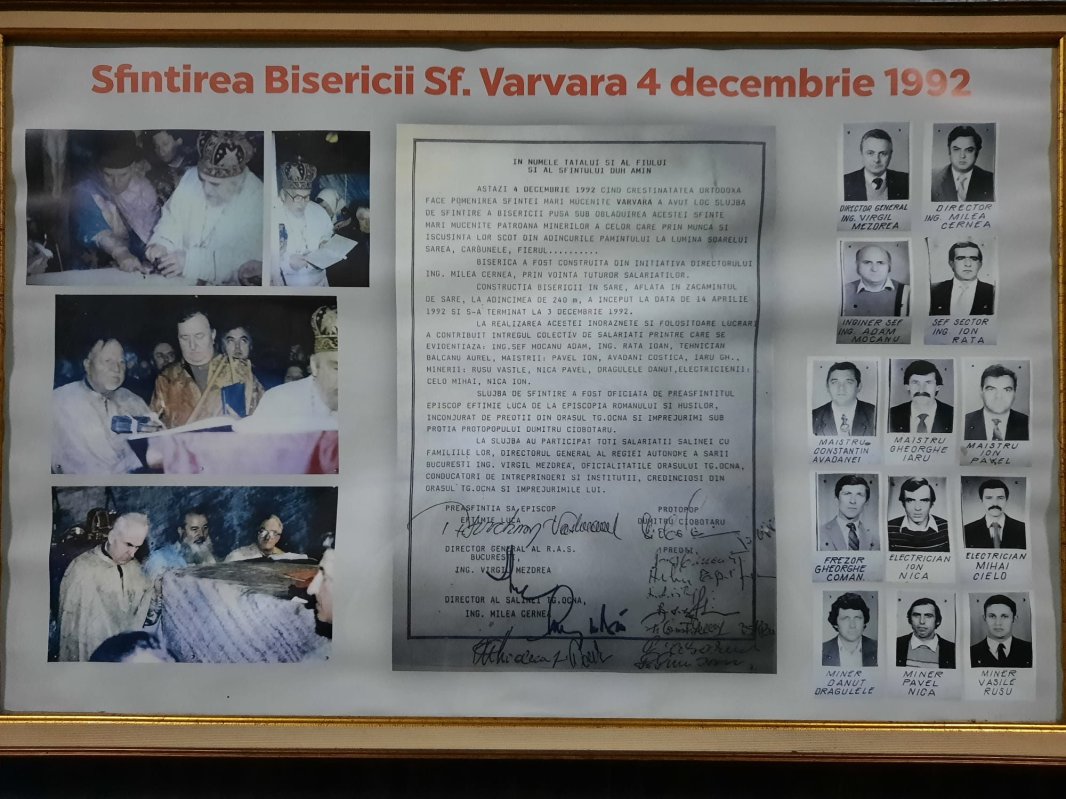 Sfintirea Bisericii Sf. Varvara 4 decembrie 1992
IN NUMELE TATALUI SI AL FIULUI
SI AL SFINTULUI DUH AMIN
ASTAZI 4 DECEMBRIE 1992 CIND CRESTINATATEA ORTODOXA
FACE POMENIREA SFINTEI MARI MUCENITE VARVARA A AVUT LOC SLUJBA
DE SFINTIRE A BISERICII PUSA SUB OBLADUIREA ACESTEI SFINTE
MARI MUCENITE PATROANA MINERILOR A CELOR CARE PRIN MUNCA SI
ISCUSINTA LOR SCOT DIN ADINCURILE PAMINTULUI LA LUMINA SOARELUI
SAREA, CARBUNELE, FIERUL..........
BISERICA A FOST CONSTRUITA DIN INITIATIVA DIRECTORULUI
ING. MILEA CERNEA, PRIN VOINTA TUTUROR SALARIATILOR.
CONSTRUCTIA BISERICII IN SARE, AFLATA IN ZACAMINTUL
DE SARE, LA ADINCIMEA DE 240 m, A INCEPUT LA DATA DE 14 APRILIE
1992 SI S-A TERMINAT LA 3 DECEMBRIE 1992.
LA REALIZAREA ACESTEI INDRAZNETE SI FOLOSITOARE LUCRARI
A CONTRIBUIT INTREGUL COLECTIV DE SALARIATI PRINTRE CARE SE
EVIDENTIAZA: ING.SEF MOCANU ADAM, ING. RATA IOAN, TEHNICIAN
BALCANU AUREL, MAISTRII: PAVEL ION, AVADANI COSTICA, IARU GH.,
MINERII: RUSU VASILE, NICA PAVEL, DRAGULELE DANUT,ELECTRICIENII:
CELO MIHAI, NICA ION.
SLUJBA DE SFINTIRE A FOST OFICIATA DE PREASFINTITUL
EPISCOP EFTIMIE LUCA DE LA EPISCOPIA ROMANULUI SI HUSILOR,
INCONJURAT DE PREOTII DIN ORASUL TG.OCNA SI IMPREJURIMI SUB
PROTIA PROTOPOPULUI DUMITRU CIOBOTARU.
LA SLUJBA AU PARTICIPAT TOTI SALARIATII SALINEI CU
FAMILIILE LOR, DIRECTORUL GENERAL AL REGIEI AUTONOME A SARII
BUCURESTI ING. VIRGIL MEZDREA, OFICIALITATILE ORASULUI TG.OCNA,
CONDUCATORI DE INTREPRINDERI SI INSTITUTII, CREDINCIOSI DIN
ORASUL TG.OCNA SI IMPREJURIMILE LUI.
PREASFINTIA SA EPISCOP
EFTIMIE LUCA
PROTOPOP
DUMITRU CIOBOTARU
DIRECTOR GENERAL AL R.A.S.
BUCURESTI
ING. VIRGIL MEZDREA
PREOTI
DIRECTOR AL SALINEI TG.OCNA,
ING. MILEA CERNEA
DIRECTOR GENERAL
ING. VIRGIL
MEZDREA
DIRECTOR
ING. MILEA
CERNEA
INGINER SEF
ING. ADAM
MOCANU
SEF SECTOR
ING. ION
RATA
MAISTRU
CONSTANTIN
AVADANEI
MAISTRU
GHEORGHE
IARU
MAISTRU
ION
PAVEL
FREZOR
GHEORGHE
COMAN.
ELECTRICIAN
ION
NICA
ELECTRICIAN
MIHAI
CIELO
MINER
DANUT
DRAGULELE
MINER
PAVEL
NICA
MINER
VASILE
RUSU